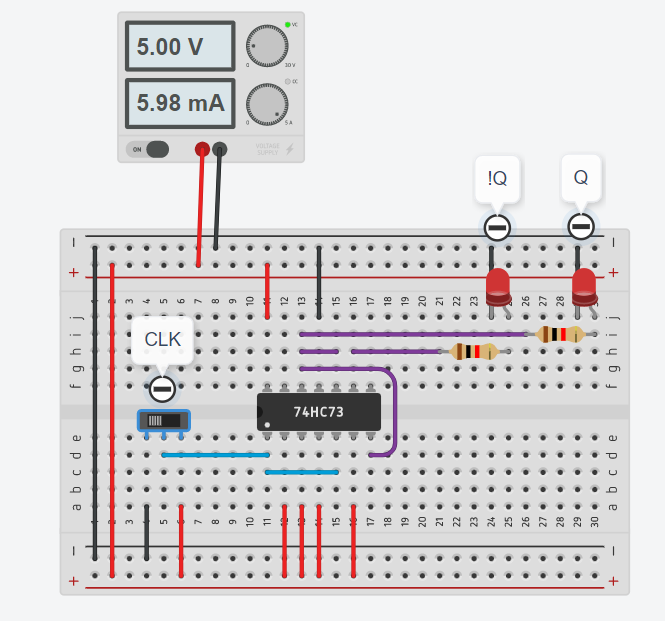 VC
5.00 V
0
30 V
CC
5.98 mA
0
5 A
ON
VOLTAGE
SUPPLY
!Q
Q
− −
+ +
1 2 3 4 5 6 7 8 9 10 11 12 13 14 15 16 17 18 19 20 21 22 23 24 25 26 27 28 29 30
j j
i i
CLK
h h
g g
f f
74HC73
e e
d d
c c
b b
a a
1 2 3 4 5 6 7 8 9 10 11 12 13 14 15 16 17 18 19 20 21 22 23 24 25 26 27 28 29 30
− −
+ +